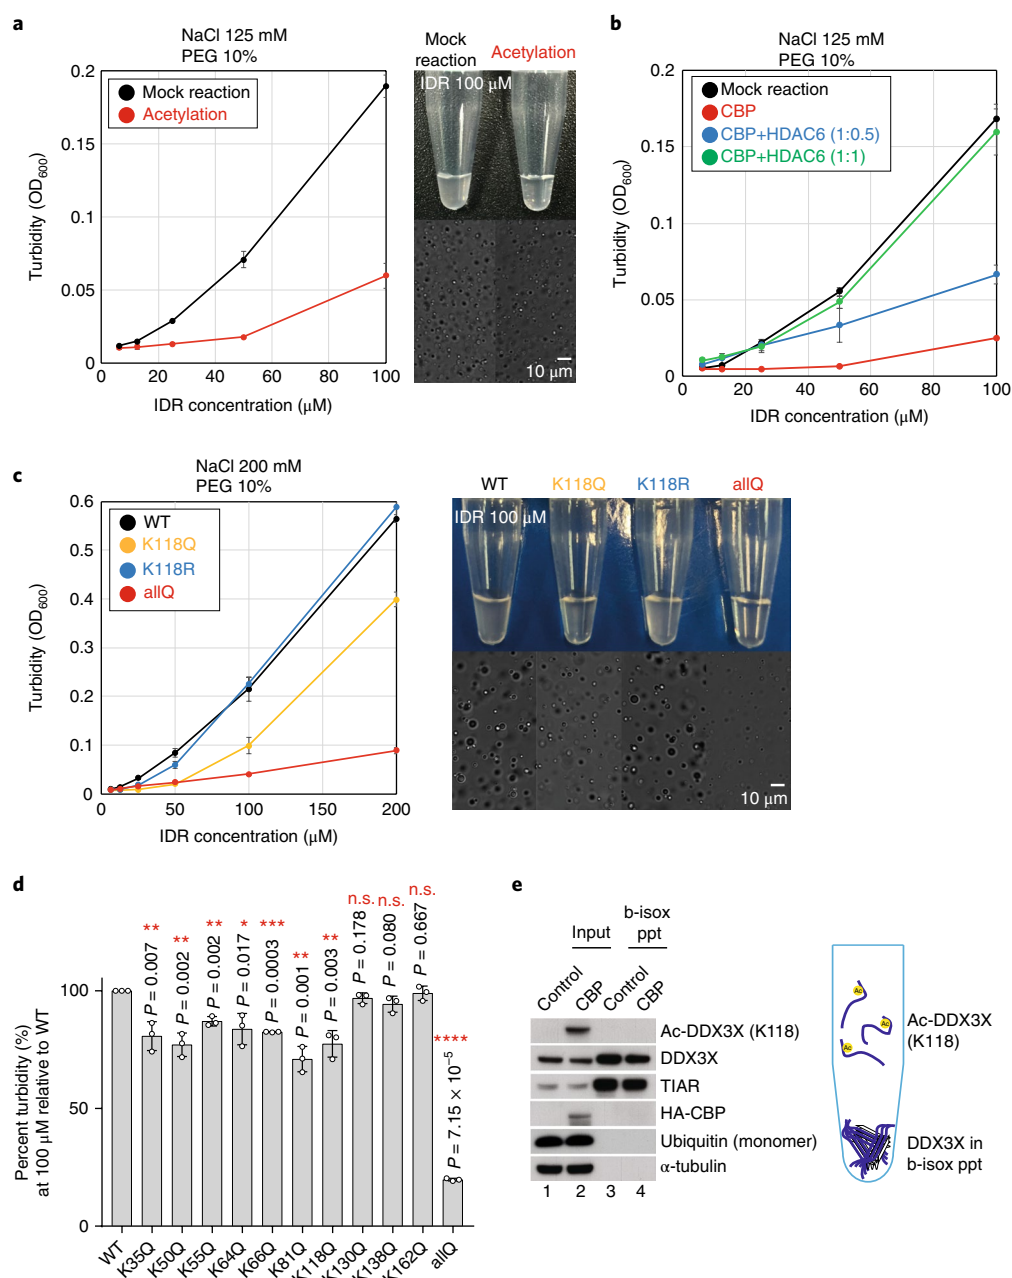 a
NaCl 125 mM
PEG 10%
Turbidity (OD600)
0.2
0.15
0.1
0.05
0
Mock reaction
Acetylation
0 20 40 60 80 100
IDR concentration (μM)
Mock
reaction
Acetylation
IDR 100 μM
10 μm
b
NaCl 125 mM
PEG 10%
Turbidity (OD600)
0.2
0.15
0.1
0.05
0
Mock reaction
CBP
CBP+HDAC6 (1:0.5)
CBP+HDAC6 (1:1)
0 20 40 60 80 100
IDR concentration (μM)
c
NaCl 200 mM
PEG 10%
Turbidity (OD600)
0.6
0.5
0.4
0.3
0.2
0.1
0
WT
K118Q
K118R
allQ
0 50 100 150 200
IDR concentration (μM)
WT K118Q K118R allQ
IDR 100 μM
10 μm
d
Percent turbidity (%)
at 100 μM relative to WT
100
50
0
** P = 0.007
** P = 0.002
** P = 0.002
* P = 0.017
*** P = 0.0003
** P = 0.001
** P = 0.003
n.s. P = 0.178
n.s. P = 0.080
n.s. P = 0.667
**** P = 7.15 × 10−5
WT K35Q K50Q K55Q K64Q K66Q K81Q K118Q K130Q K138Q K162Q allQ
e
Input
b-isox
ppt
Control CBP Control CBP
Ac-DDX3X (K118)
DDX3X
TIAR
HA-CBP
Ubiquitin (monomer)
α-tubulin
1 2 3 4
Ac
Ac
Ac
Ac-DDX3X
(K118)
DDX3X in
b-isox ppt